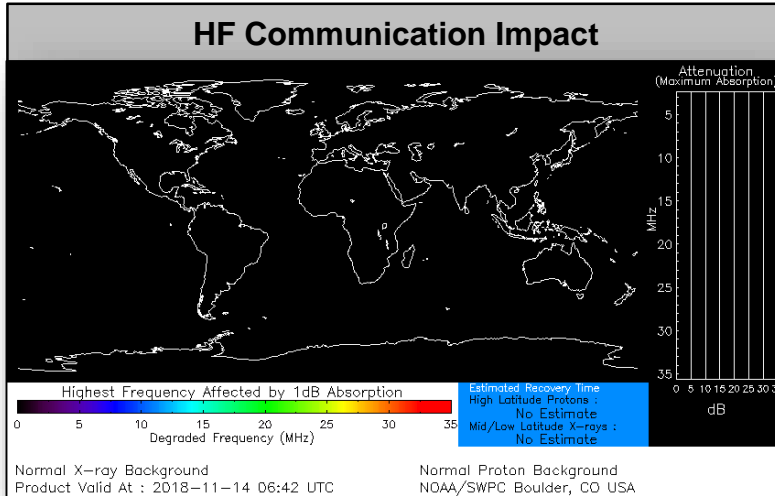 HF Communication Impact
Attenuation
(Maximum Absorption)
5
10
15
20
25
30
35
MHz
0 5 10 15 20 25 30 3
dB
Highest Frequency Affected by 1dB Absorption
0 5 10 15 20 25 30 35
Degraded Frequency (MHz)
Estimated Recovery Time
High Latitude Protons :
No Estimate
Mid/Low Latitude X-rays :
No Estimate
Normal X-ray Background
Product Valid At : 2018-11-14 06:42 UTC
Normal Proton Background
NOAA/SWPC Boulder, CO USA